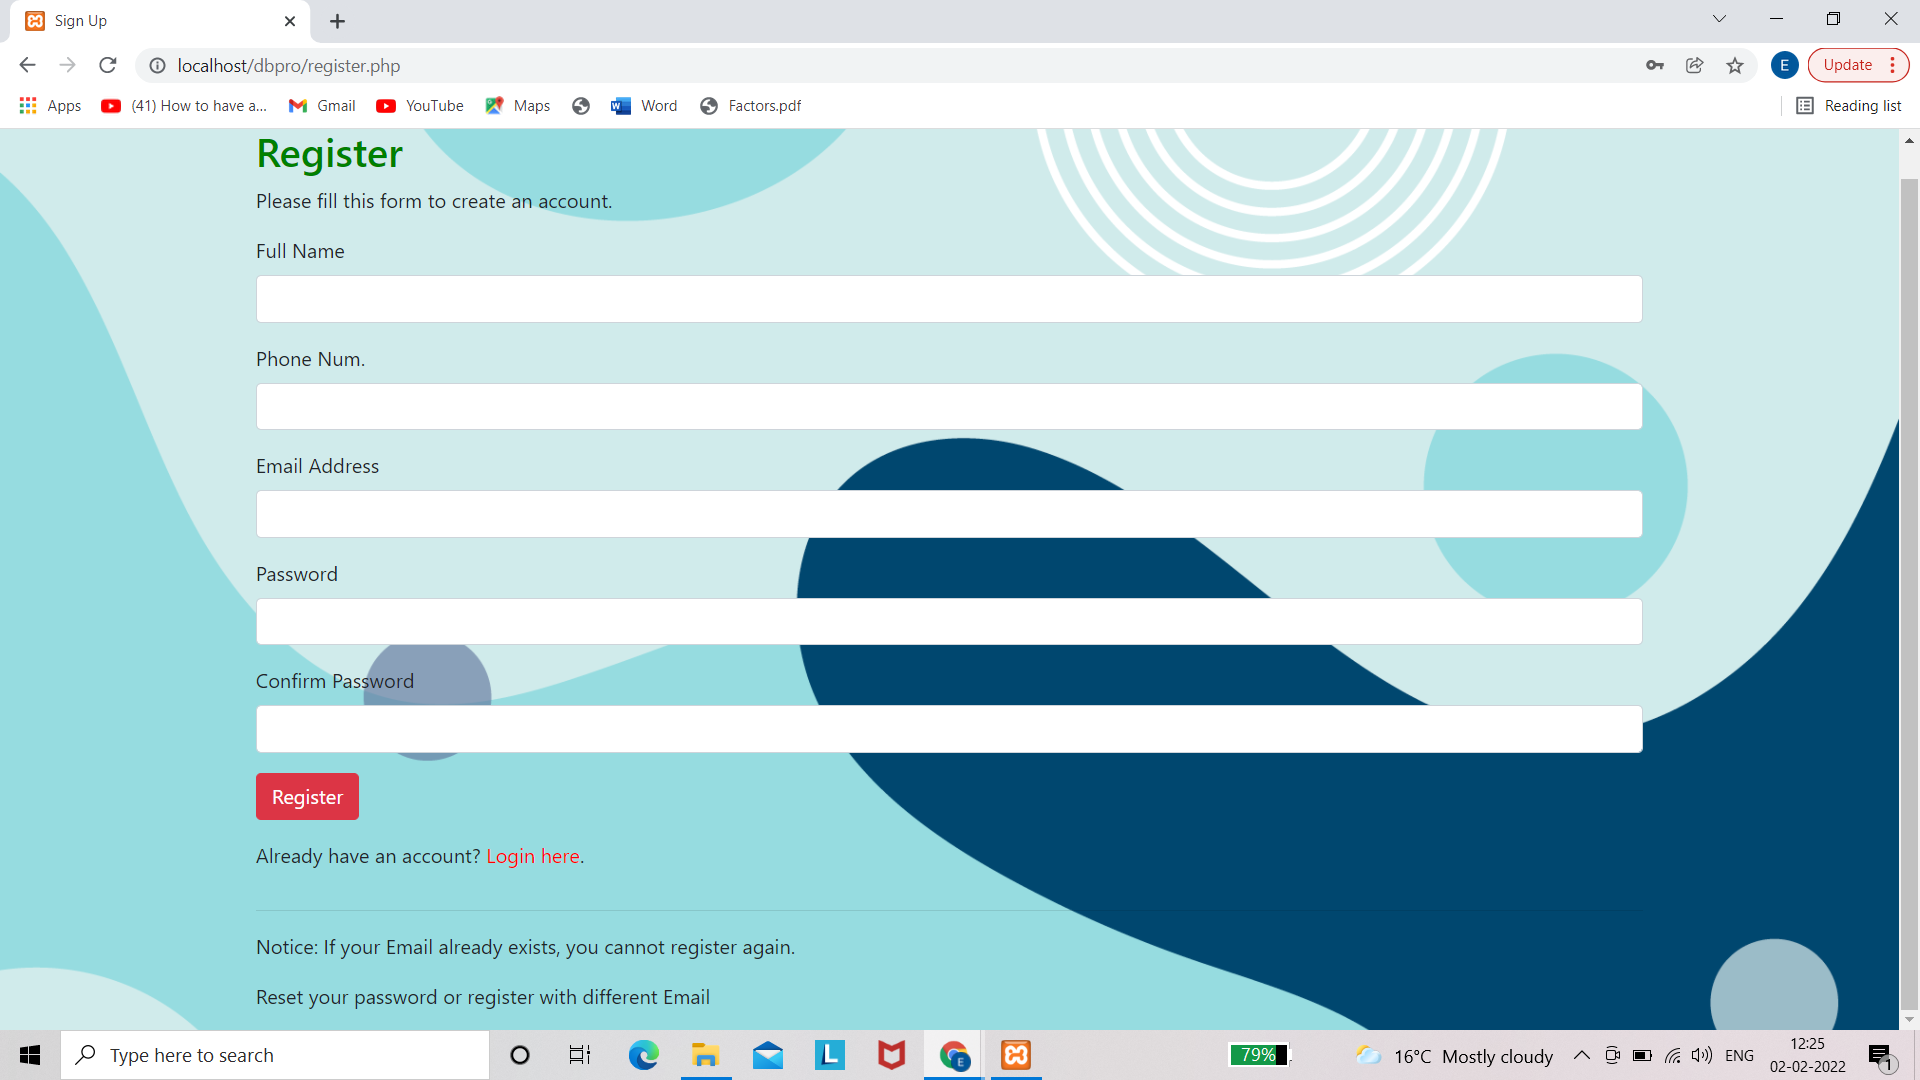 Sign Up
localhost/dbpro/register.php
E
Update
Apps
(41) How to have a...
Gmail
YouTube
Maps
Word
Factors.pdf
Reading list
Register
Please fill this form to create an account.
Full Name
Phone Num.
Email Address
Password
Confirm Password
Register
Already have an account? Login here.
Notice: If your Email already exists, you cannot register again.
Reset your password or register with different Email
Type here to search
L
E
79%
16°C Mostly cloudy
ENG
12:25
02-02-2022
1